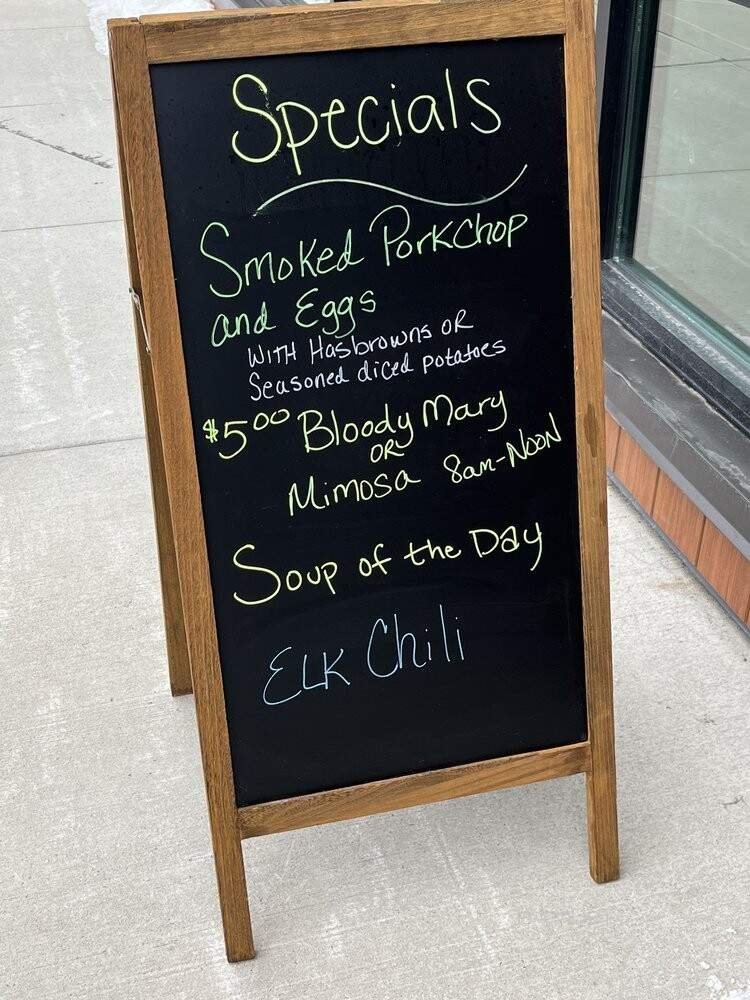 Specials
Smoked Porkchop
and Eggs
WITH Hasbrowns OR
Seasoned diced potatoes
$5.00 Bloody Mary
OR
Mimosa 8am-NOON
Soup of the Day
ELK Chili